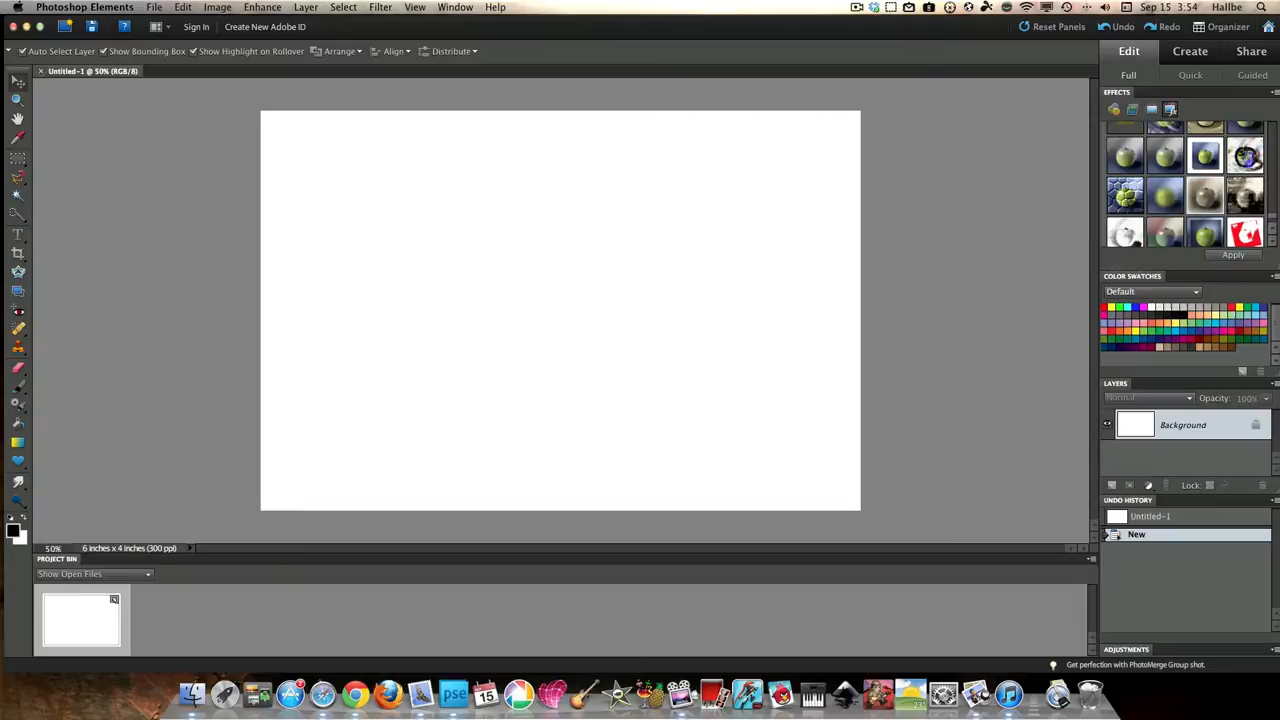 Photoshop Elements File Edit Image Enhance Layer Select Filter View Window Help Sep 15 3:54 Hallbe
Sign In Create New Adobe ID Reset Panels Undo Redo Organizer
Auto Select Layer Show Bounding Box Show Highlight on Rollover Arrange Align Distribute Edit Create Share
Untitled-1 @ 50% (RGB/8) Full Quick Guided
EFFECTS
Apply
COLOR SWATCHES
Default
LAYERS
Normal Opacity: 100%
Background
Lock:
UNDO HISTORY
Untitled-1
New
50% 6 inches x 4 inches (300 ppi)
PROJECT BIN
Show Open Files
ADJUSTMENTS
Get perfection with PhotoMerge Group shot.
2 pse 15 23°